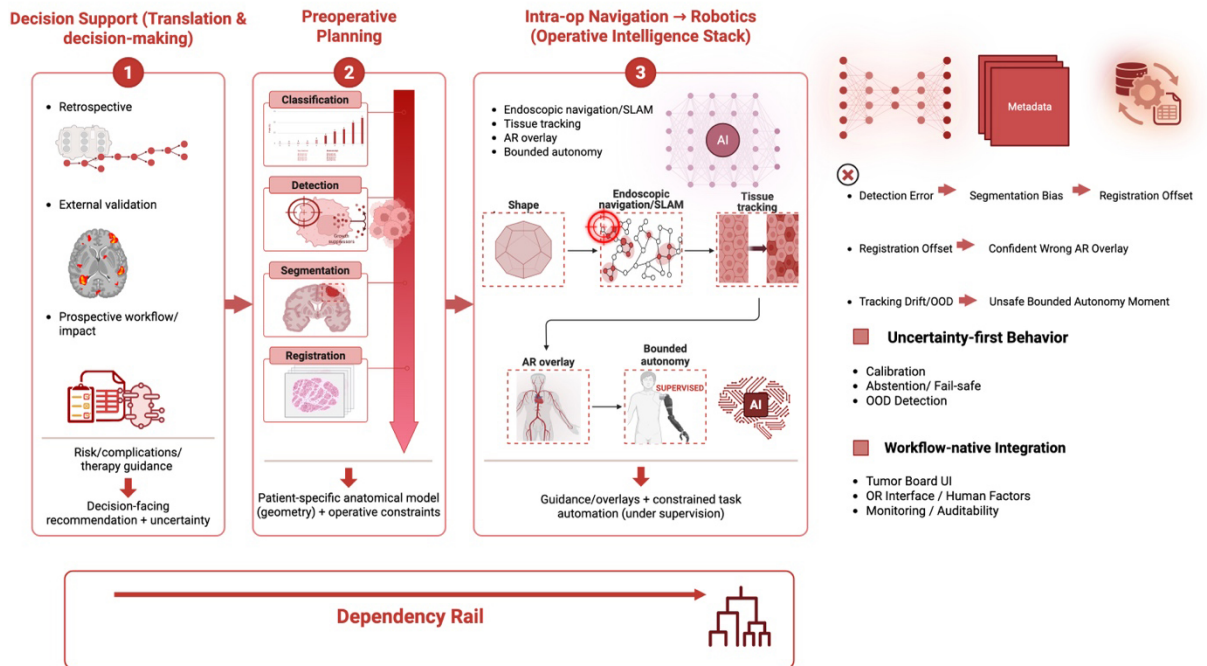 Decision Support (Translation &
decision-making)
1
• Retrospective
• External validation
• Prospective workflow/
impact
Risk/complications/
therapy guidance
Decision-facing
recommendation + uncertainty
Preoperative
Planning
2
Classification
Detection
Segmentation
Registration
Patient-specific anatomical model
(geometry) + operative constraints
Intra-op Navigation → Robotics
(Operative Intelligence Stack)
3
• Endoscopic navigation/SLAM
• Tissue tracking
• AR overlay
• Bounded autonomy
AI
Shape
Endoscopic
navigation/SLAM
Tissue
tracking
AR overlay
Bounded
autonomy
SUPERVISED
AI
Guidance/overlays + constrained task
automation (under supervision)
Metadata
• Detection Error
Segmentation Bias
Registration Offset
• Registration Offset
Confident Wrong AR Overlay
• Tracking Drift/OOD
Unsafe Bounded Autonomy Moment
Uncertainty-first Behavior
• Calibration
• Abstention/ Fail-safe
• OOD Detection
Workflow-native Integration
• Tumor Board UI
• OR Interface / Human Factors
• Monitoring / Auditability
Dependency Rail